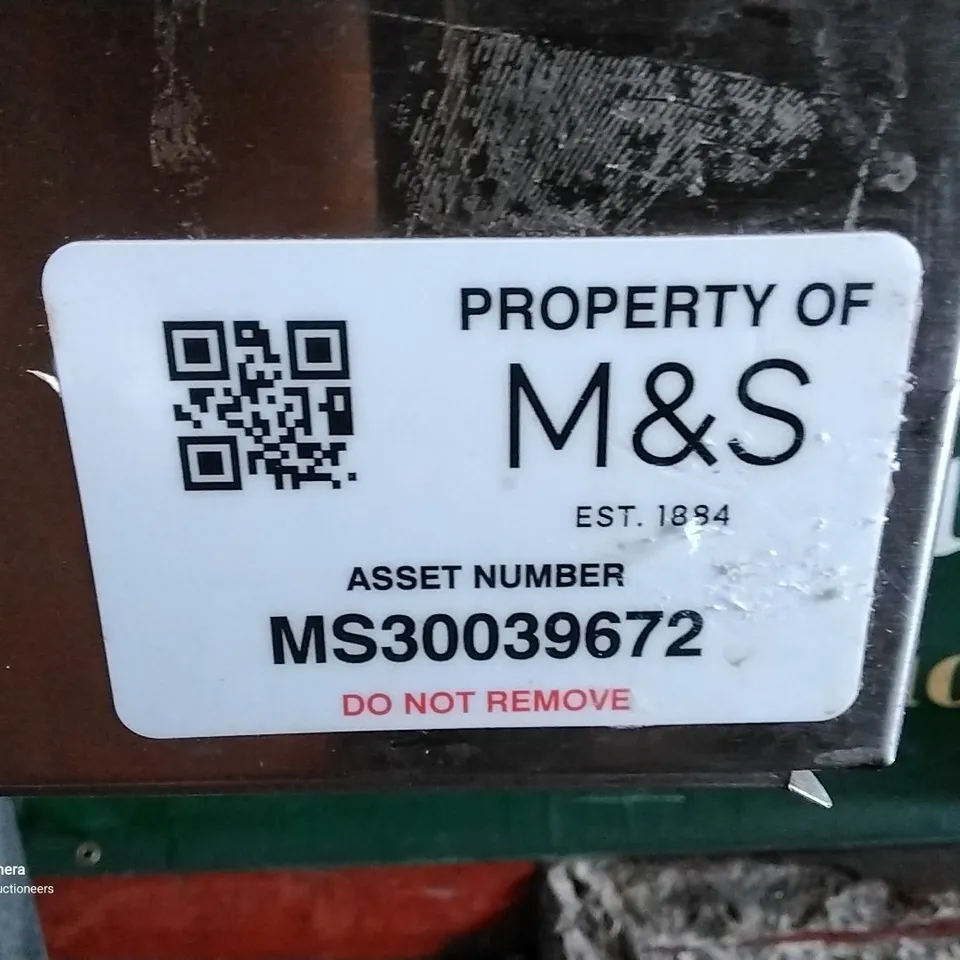 PROPERTY OF
M&S
EST. 1884
ASSET NUMBER
MS30039672
DO NOT REMOVE